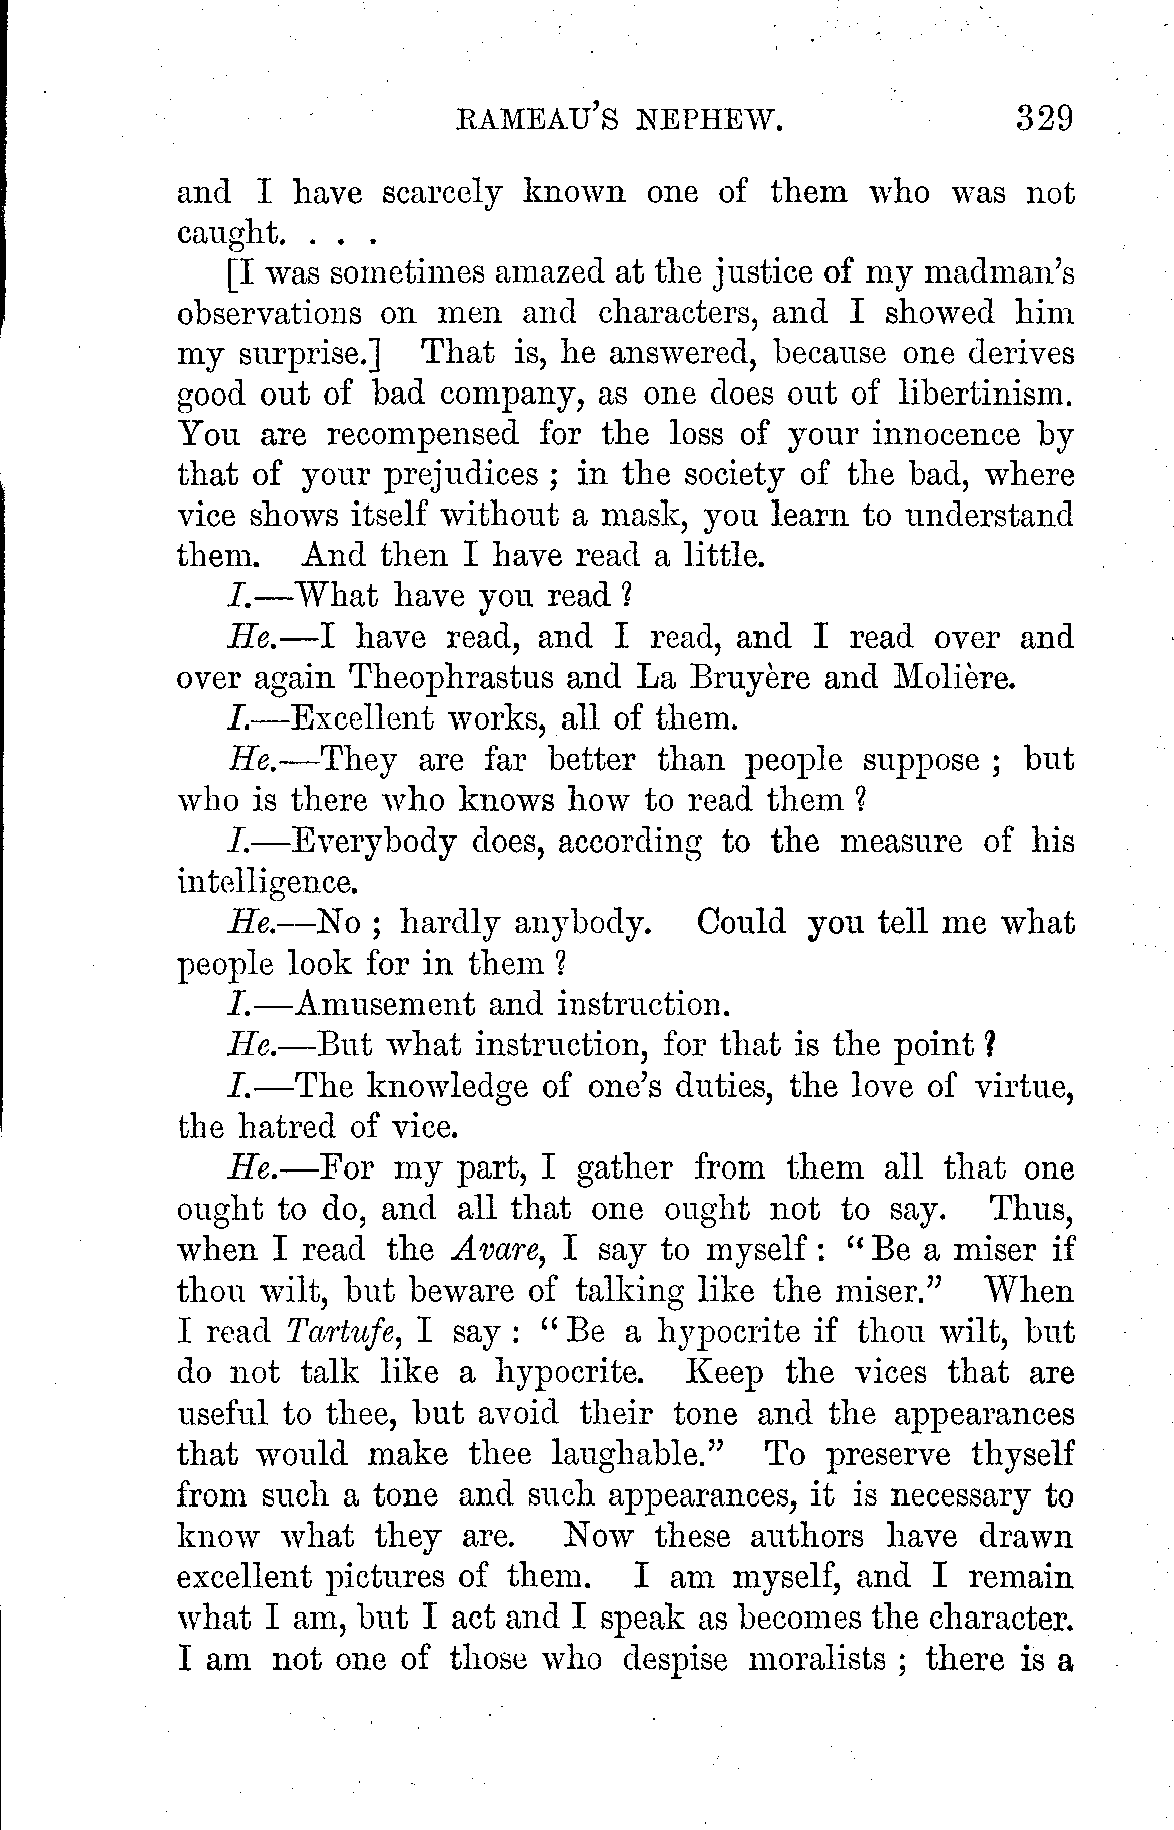 RAMEAU'S NEPHEW. 329
and I have scarcely known one of them who was not
caught. . . .
[I was sometimes amazed at the justice of my madman's
observations on men and characters, and I showed him
my surprise.] That is, he answered, because one derives
good out of bad company, as one does out of libertinism.
You are recompensed for the loss of your innocence by
that of your prejudices ; in the society of the bad, where
vice shows itself without a mask, you learn to understand
them. And then I have read a little.
I.—What have you read ?
He.—I have read, and I read, and I read over and
over again Theophrastus and La Bruyère and Molière.
I.—Excellent works, all of them.
He.—They are far better than people suppose ; but
who is there who knows how to read them ?
I.—Everybody does, according to the measure of his
intelligence.
He.—No ; hardly anybody. Could you tell me what
people look for in them ?
I.—Amusement and instruction.
He.—But what instruction, for that is the point ?
I.—The knowledge of one's duties, the love of virtue,
the hatred of vice.
He.—For my part, I gather from them all that one
ought to do, and all that one ought not to say. Thus,
when I read the Avare, I say to myself : “ Be a miser if
thou wilt, but beware of talking like the miser.” When
I read Tartufe, I say : “ Be a hypocrite if thou wilt, but
do not talk like a hypocrite. Keep the vices that are
useful to thee, but avoid their tone and the appearances
that would make thee laughable.” To preserve thyself
from such a tone and such appearances, it is necessary to
know what they are. Now these authors have drawn
excellent pictures of them. I am myself, and I remain
what I am, but I act and I speak as becomes the character.
I am not one of those who despise moralists ; there is a